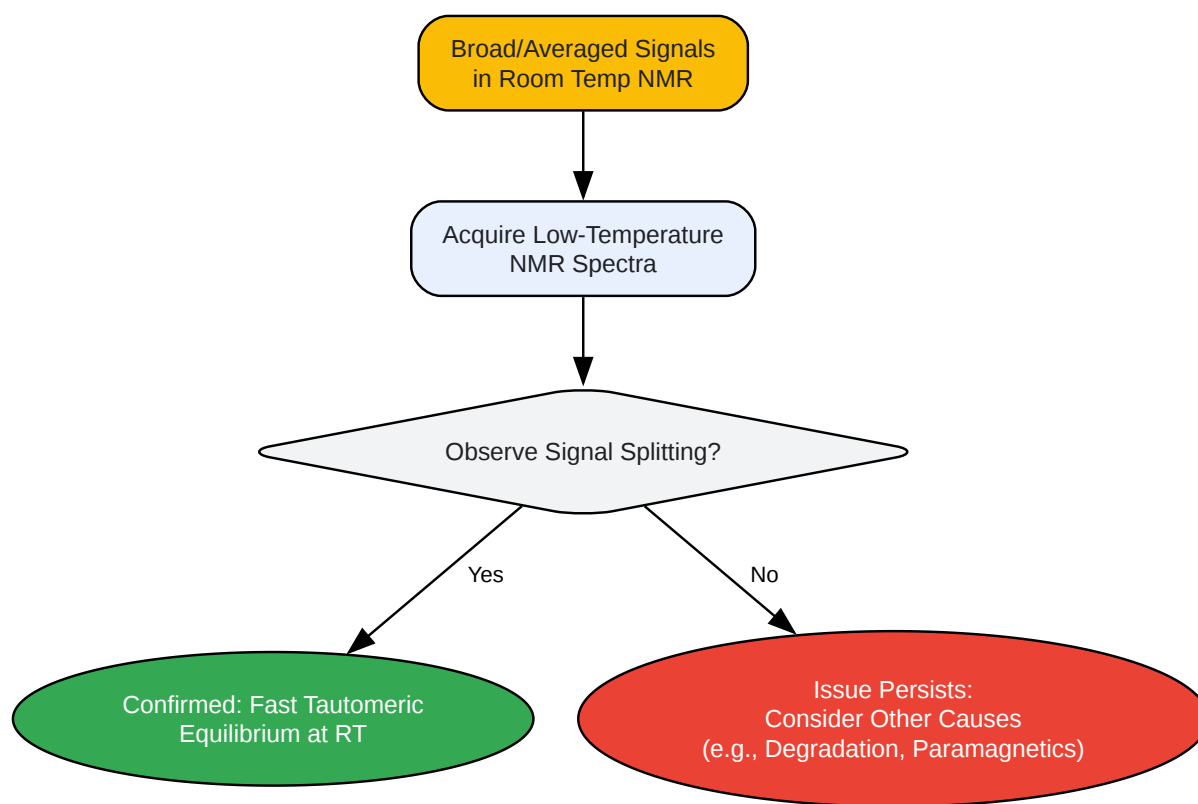 Broad/Averaged Signals
in Room Temp NMR
Acquire Low-Temperature
NMR Spectra
Observe Signal Splitting?
Yes
No
Confirmed: Fast Tautomeric
Equilibrium at RT
Issue Persists:
Consider Other Causes
(e.g., Degradation, Paramagnetics)